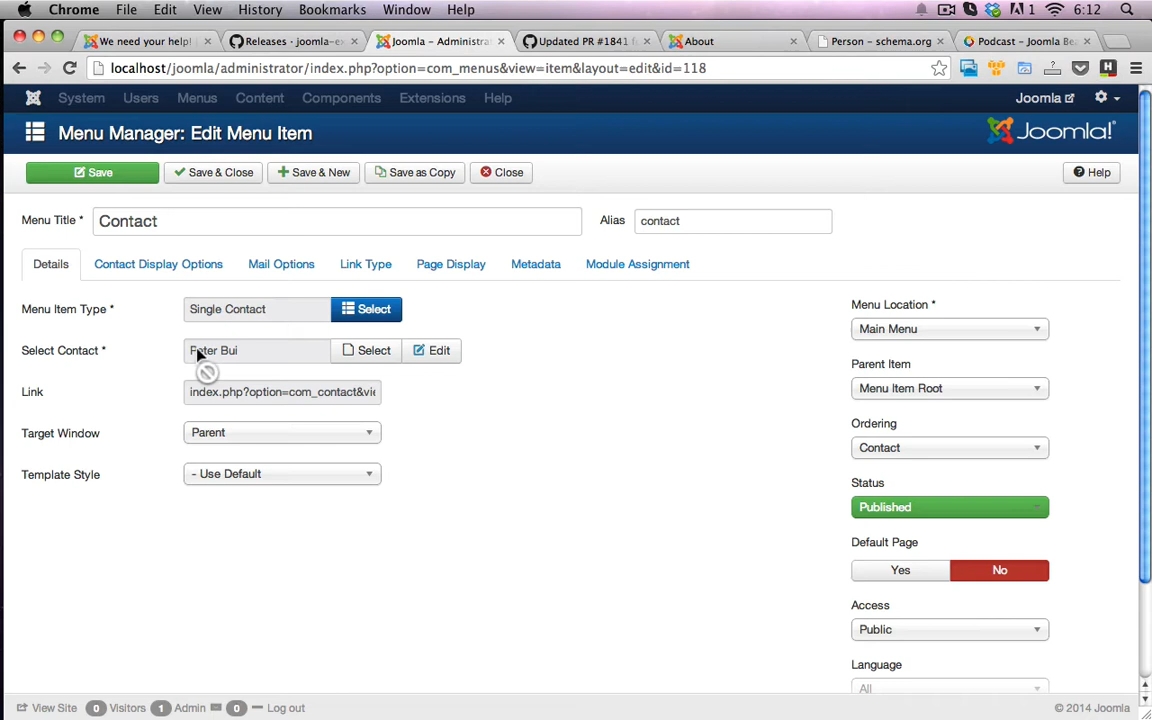 Chrome File Edit View History Bookmarks Window Help 1 6:12
We need your help! Releases · joomla-ex Joomla – Administra Updated PR #1841 f About Person - schema.org Podcast – Joomla Be
localhost/joomla/administrator/index.php?option=com_menus&view=item&layout=edit&id=118
System Users Menus Content Components Extensions Help Joomla
Menu Manager: Edit Menu Item Joomla!
Save Save & Close Save & New Save as Copy Close Help
Menu Title * Contact Alias contact
Details Contact Display Options Mail Options Link Type Page Display Metadata Module Assignment
Menu Item Type * Single Contact Select
Select Contact * Peter Bui Select Edit
Link index.php?option=com_contact&vie
Target Window Parent
Template Style - Use Default
Menu Location *
Main Menu
Parent Item
Menu Item Root
Ordering
Contact
Status
Published
Default Page
Yes No
Access
Public
Language
All
View Site 0 Visitors 1 Admin 0 Log out © 2014 Joomla